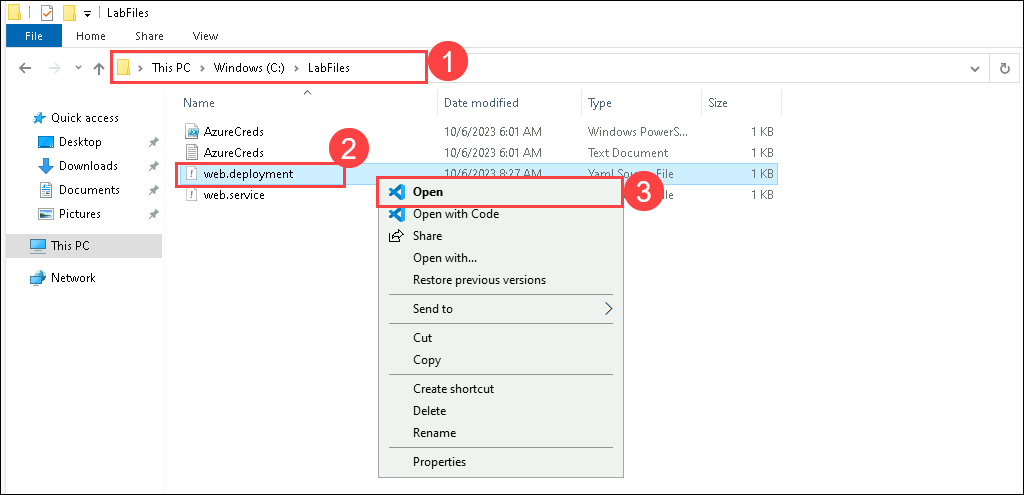 LabFiles
File Home Share View
This PC Windows (C:) LabFiles 1
Name Date modified Type Size
Quick access
AzureCreds 10/6/2023 6:01 AM Windows PowerS... 1 KB
Desktop
AzureCreds 10/6/2023 6:01 AM Text Document 1 KB
2
Downloads
web.deployment 10/6/2023 8:27 AM Yaml Source File 1 KB
Documents
web.service 1 KB
Pictures
This PC
Network
Open 3
Open with Code
Share
Open with...
Restore previous versions
Send to
Cut
Copy
Create shortcut
Delete
Rename
Properties